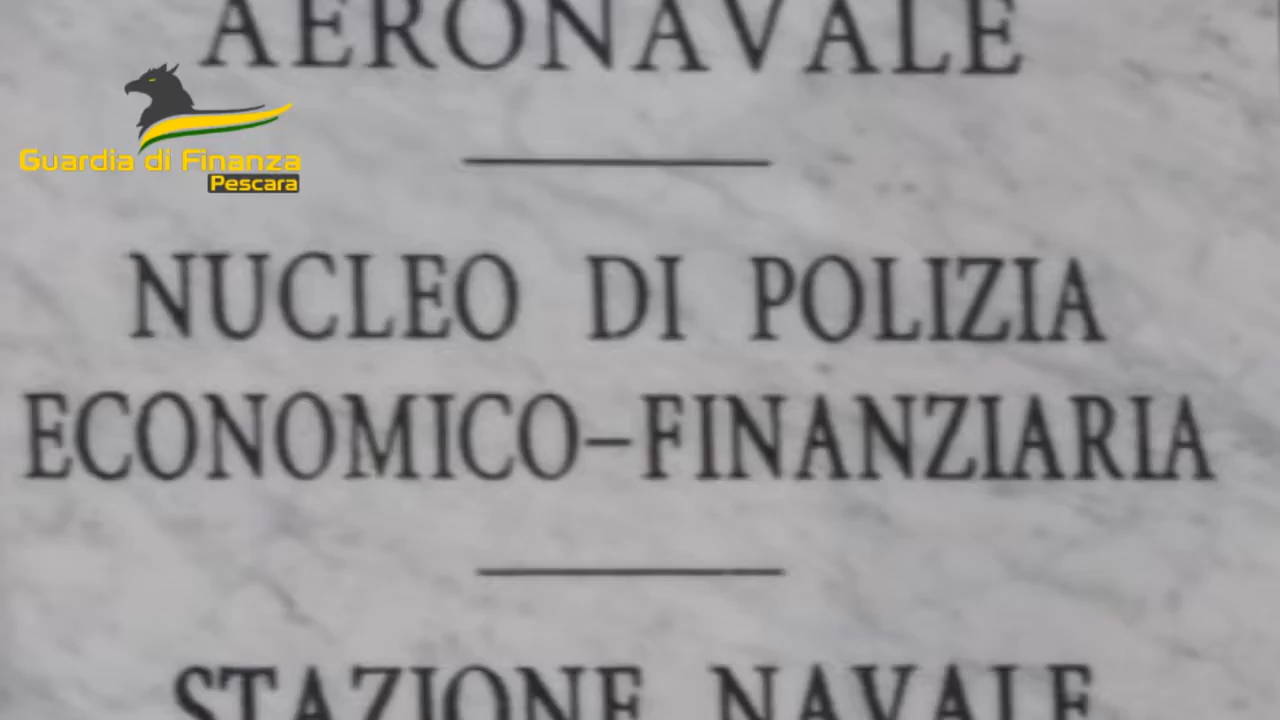 AERONAVALE
Guardia di Finanza
Pescara
NUCLEO DI POLIZIA
ECONOMICO-FINANZIARIA
STAZIONE NAVALE